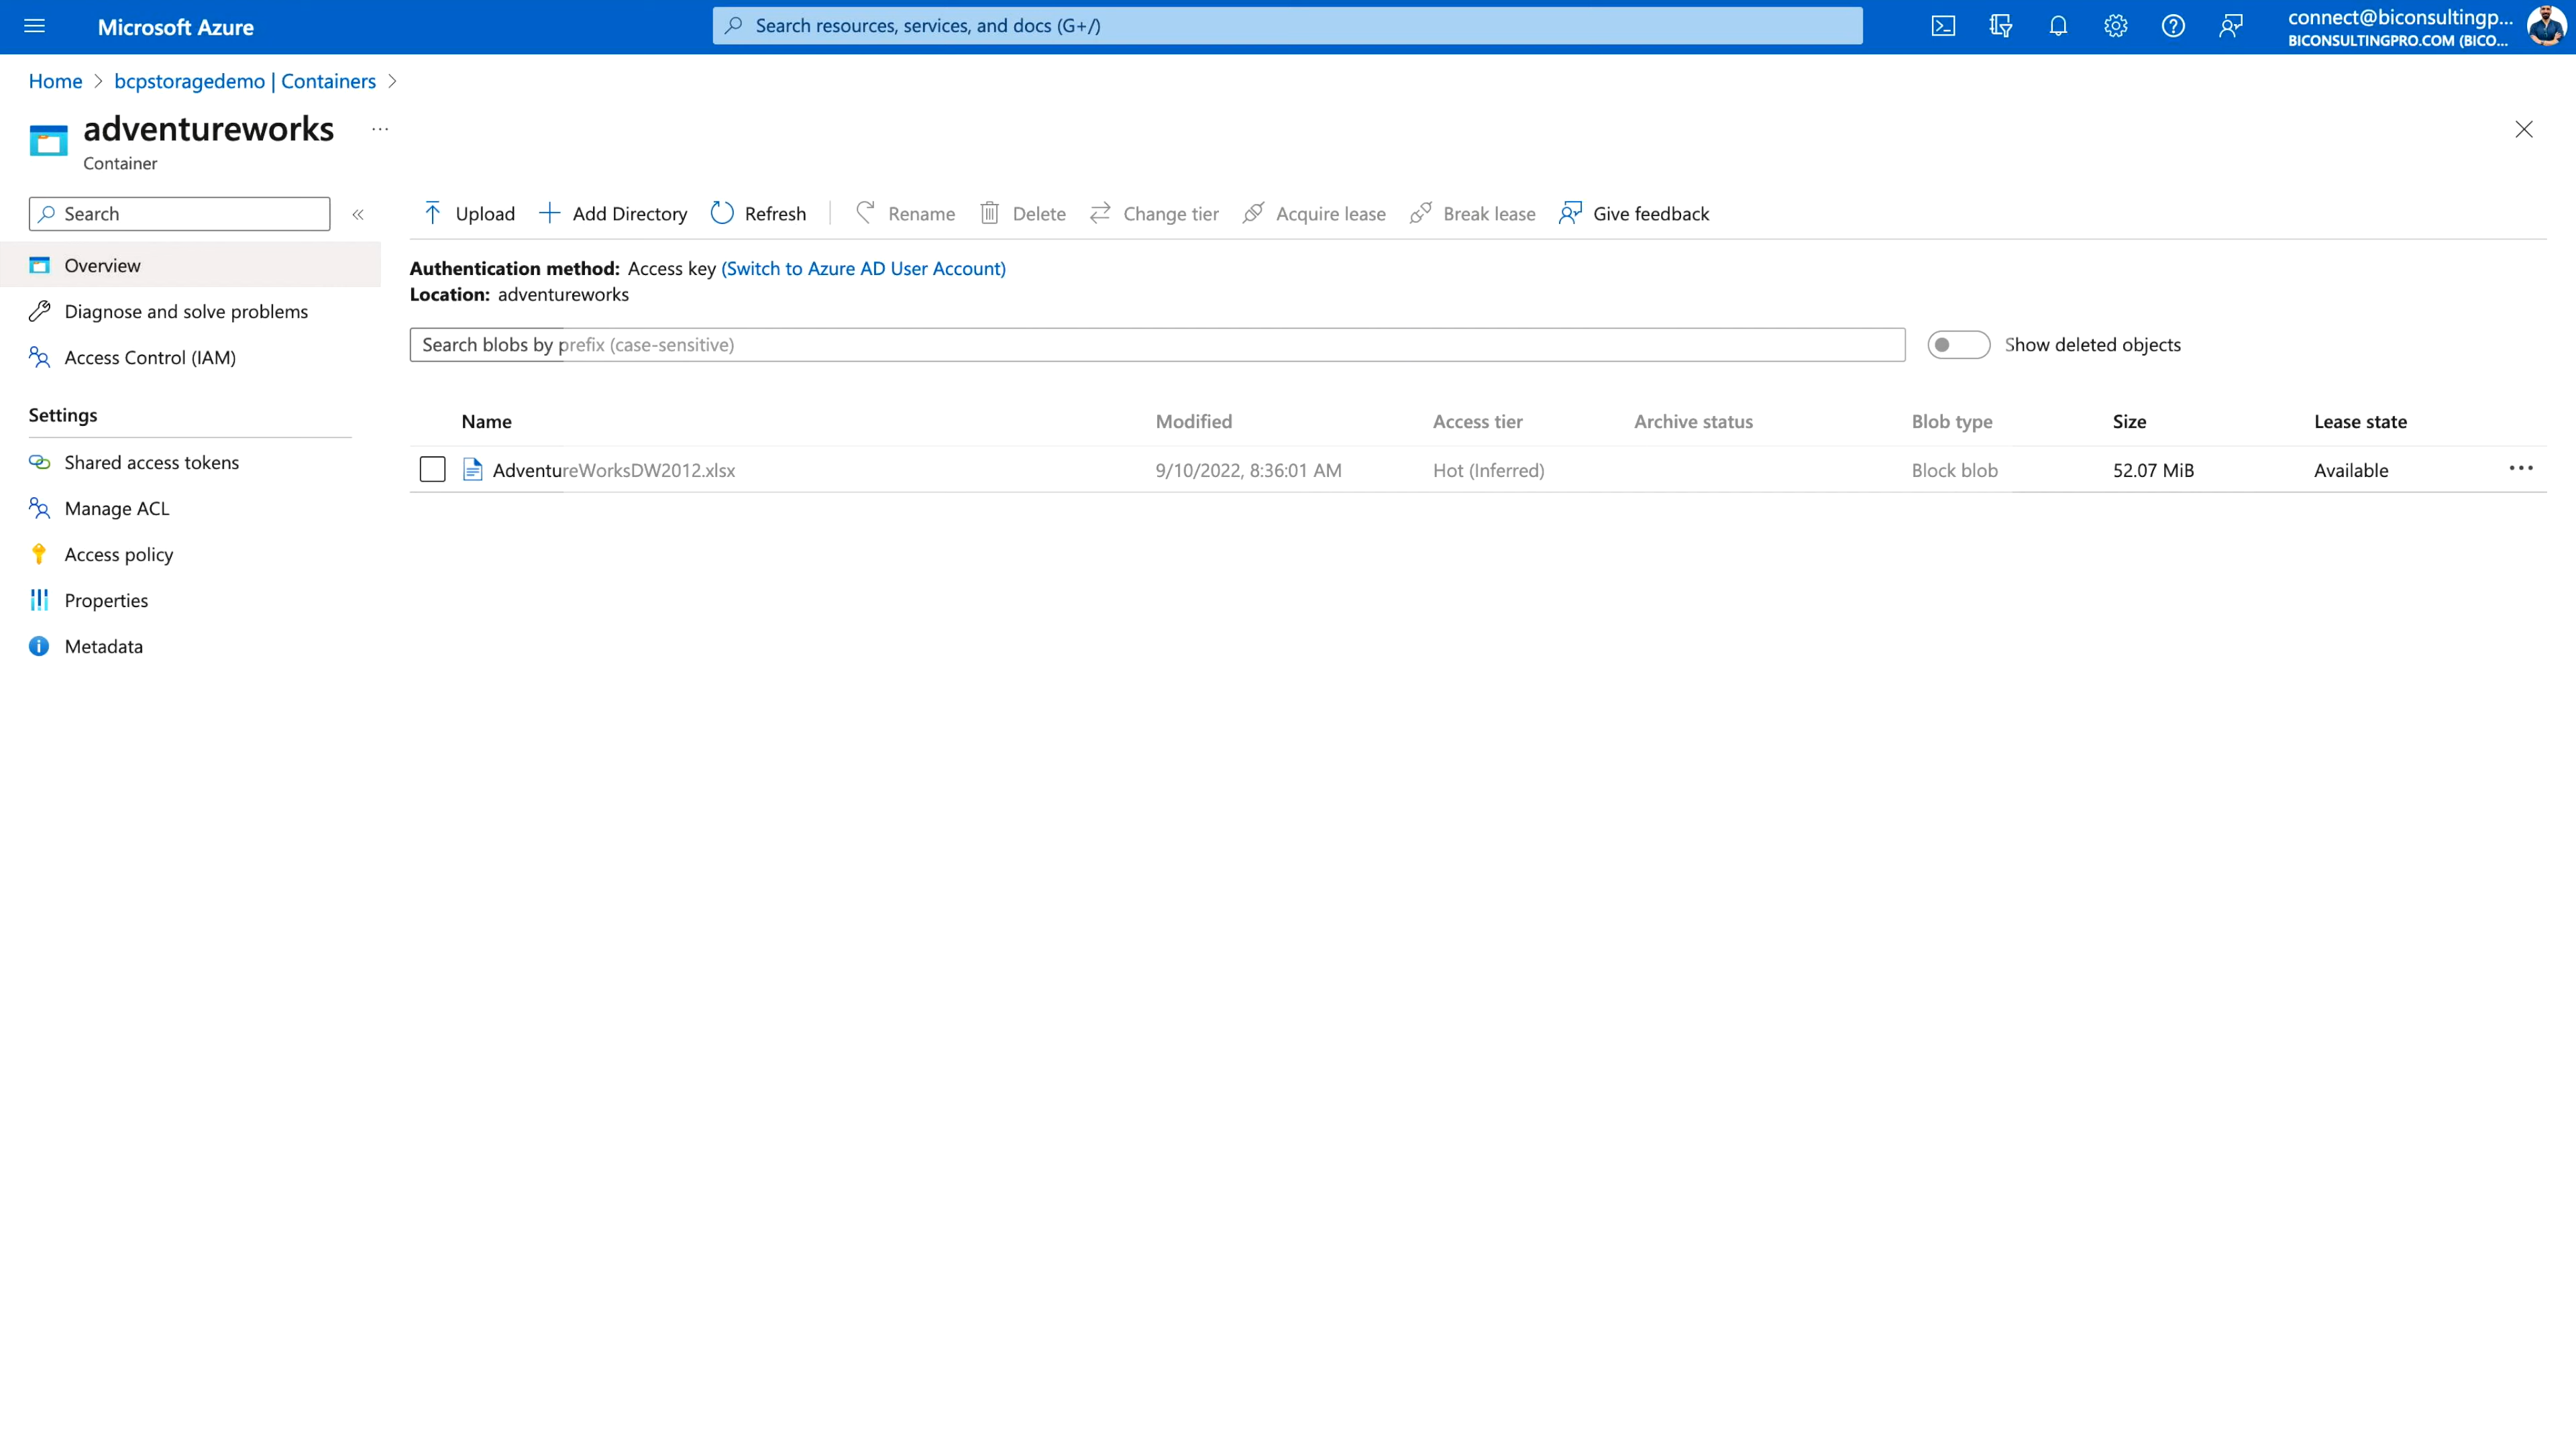 Microsoft Azure
Search resources, services, and docs (G+/)
connect@biconsultingp...
BICONSULTINGPRO.COM (BICO...
Home > bcpstoragedemo | Containers >
adventureworks ...
Container
Search «
Upload Add Directory Refresh Rename Delete Change tier Acquire lease Break lease Give feedback
Overview
Diagnose and solve problems
Access Control (IAM)
Settings
Shared access tokens
Manage ACL
Access policy
Properties
Metadata
Authentication method: Access key (Switch to Azure AD User Account)
Location: adventureworks
Search blobs by prefix (case-sensitive)
Show deleted objects
Name Modified Access tier Archive status Blob type Size Lease state
AdventureWorksDW2012.xlsx 9/10/2022, 8:36:01 AM Hot (Inferred) Block blob 52.07 MiB Available ...